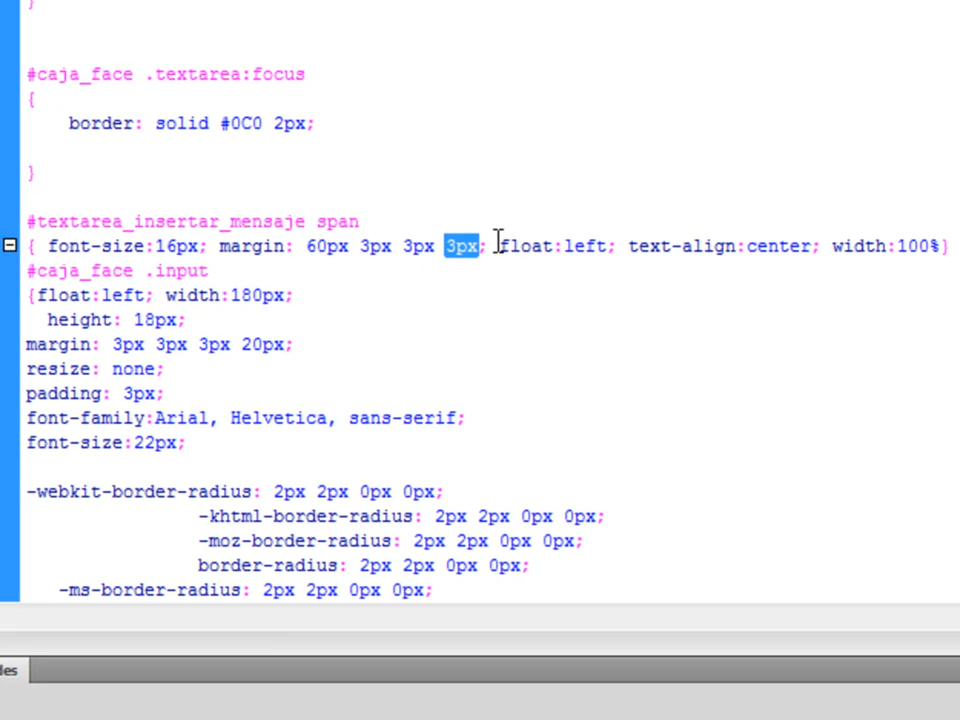 }
#caja_face .textarea:focus
{
border: solid #0C0 2px;
}
#textarea_insertar_mensaje span
{ font-size:16px; margin: 60px 3px 3px 3px; float:left; text-align:center; width:100%}
#caja_face .input
{float:left; width:180px;
height: 18px;
margin: 3px 3px 3px 20px;
resize: none;
padding: 3px;
font-family:Arial, Helvetica, sans-serif;
font-size:22px;
-webkit-border-radius: 2px 2px 0px 0px;
-khtml-border-radius: 2px 2px 0px 0px;
-moz-border-radius: 2px 2px 0px 0px;
border-radius: 2px 2px 0px 0px;
-ms-border-radius: 2px 2px 0px 0px;
des